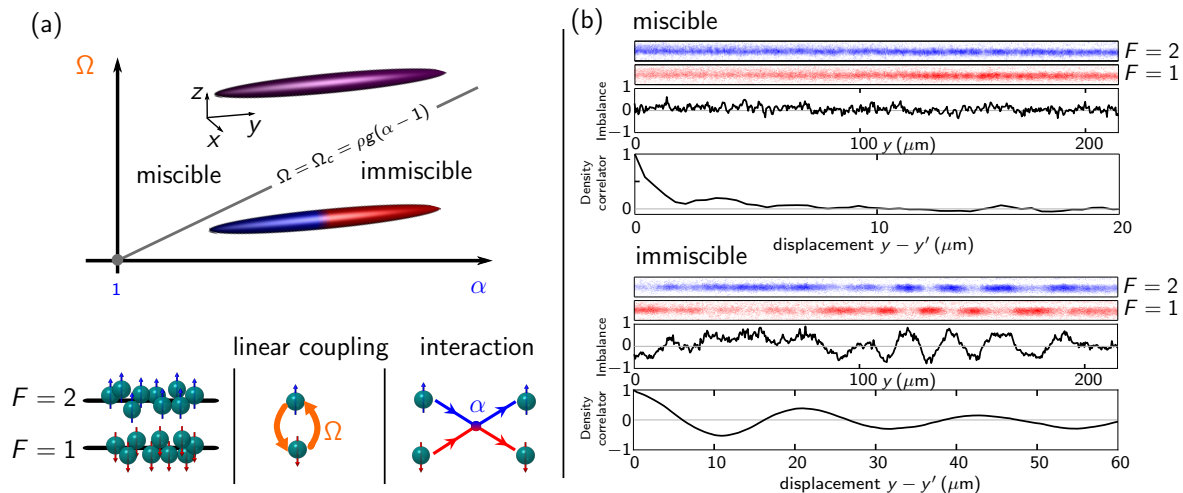 (a)
Ω
z
y
x
Ω = Ω_c = ρg(α − 1)
miscible
immiscible
1
α
linear coupling
interaction
F = 2
F = 1
Ω
α
(b)
miscible
F = 2
F = 1
Imbalance
1
0
−1
100
200
y (μm)
Density correlator
1
0
0
10
20
displacement y − y′ (μm)
immiscible
F = 2
F = 1
Imbalance
1
0
−1
0
100
200
y (μm)
Density correlator
1
0
−1
0
10
20
30
40
50
60
displacement y − y′ (μm)